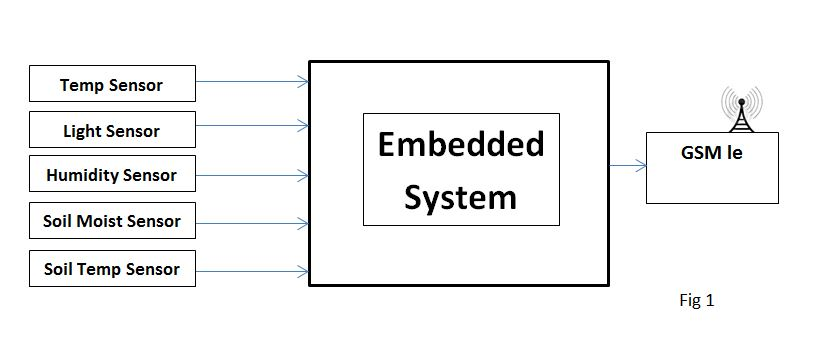 Temp Sensor
Light Sensor
Humidity Sensor
Soil Moist Sensor
Soil Temp Sensor
Embedded
System
GSM le
Fig 1